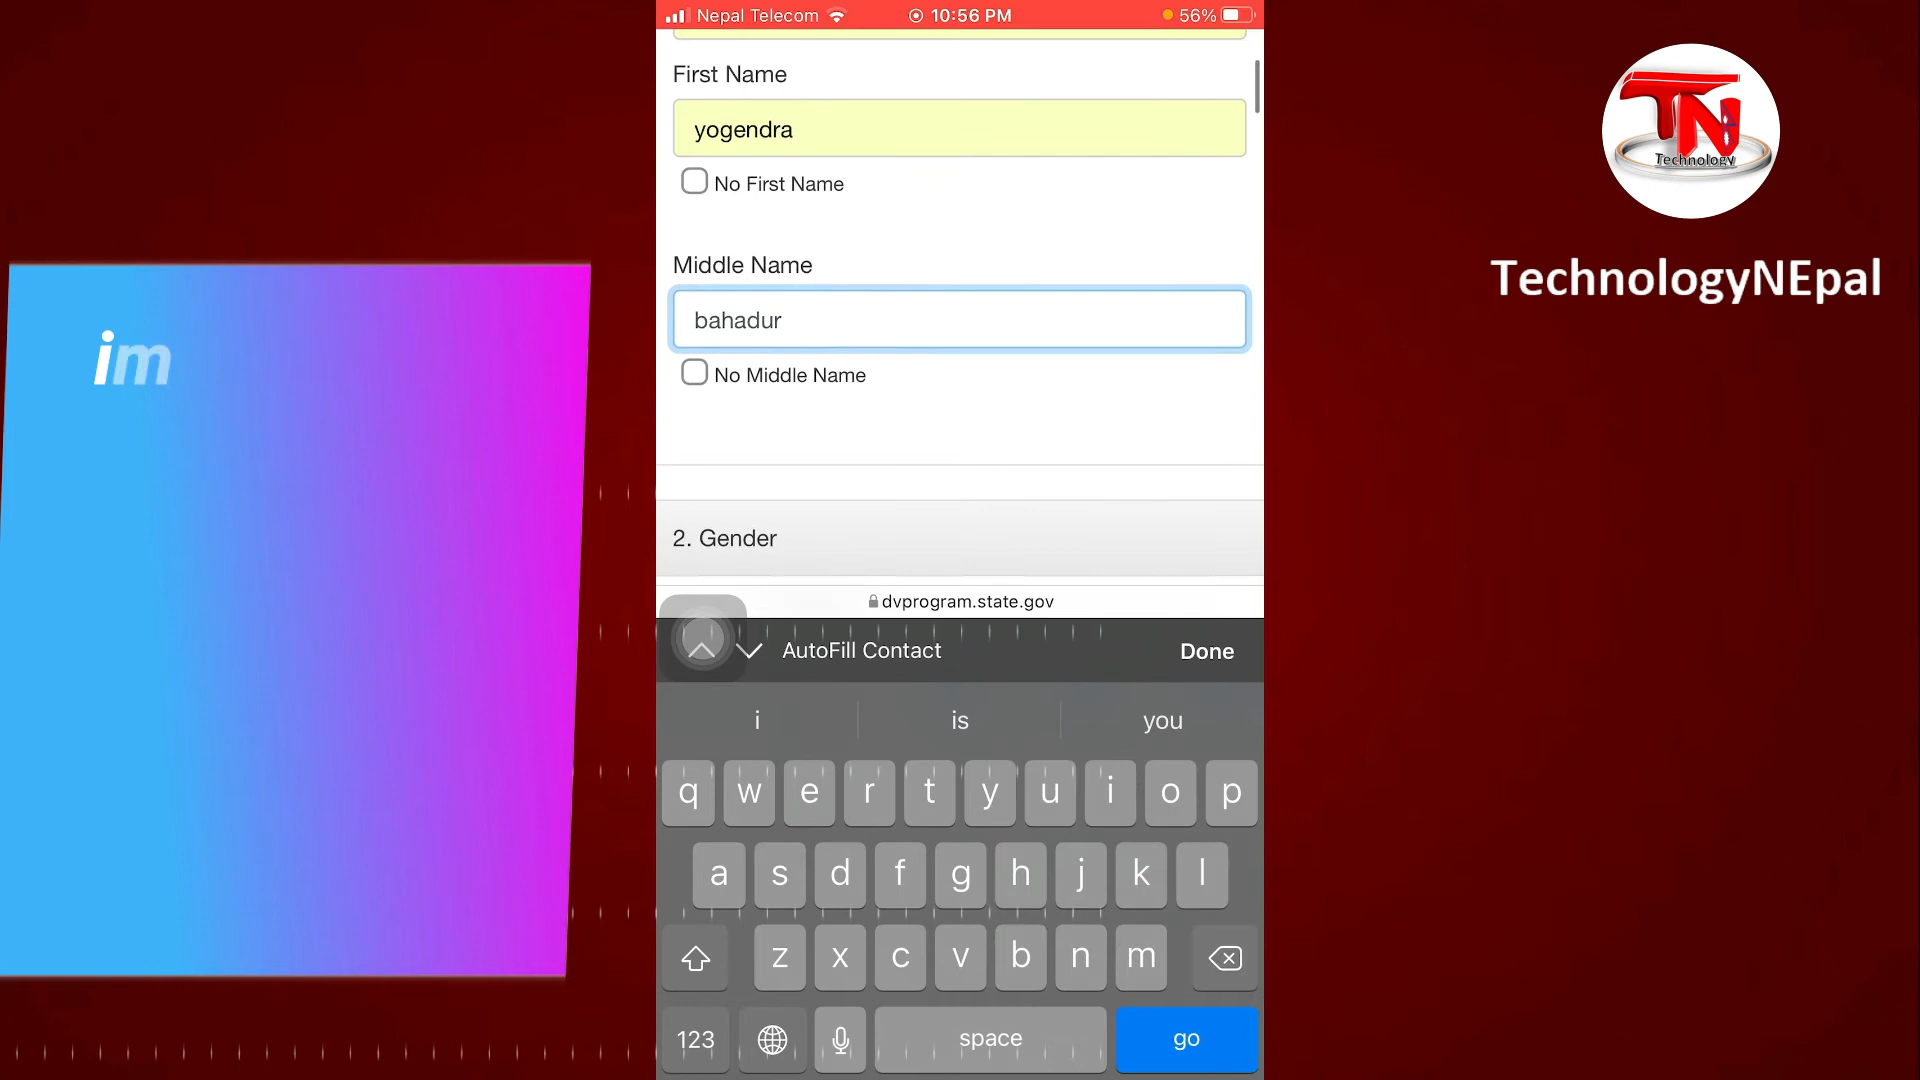 Nepal Telecom 10:56 PM 56%
First Name
yogendra
No First Name
Middle Name
bahadur
No Middle Name
2. Gender
dvprogram.state.gov
AutoFill Contact Done
i is you
q w e r t y u i o p
a s d f g h j k l
z x c v b n m
123 space go
im
TN
Technology
TechnologyNEpal